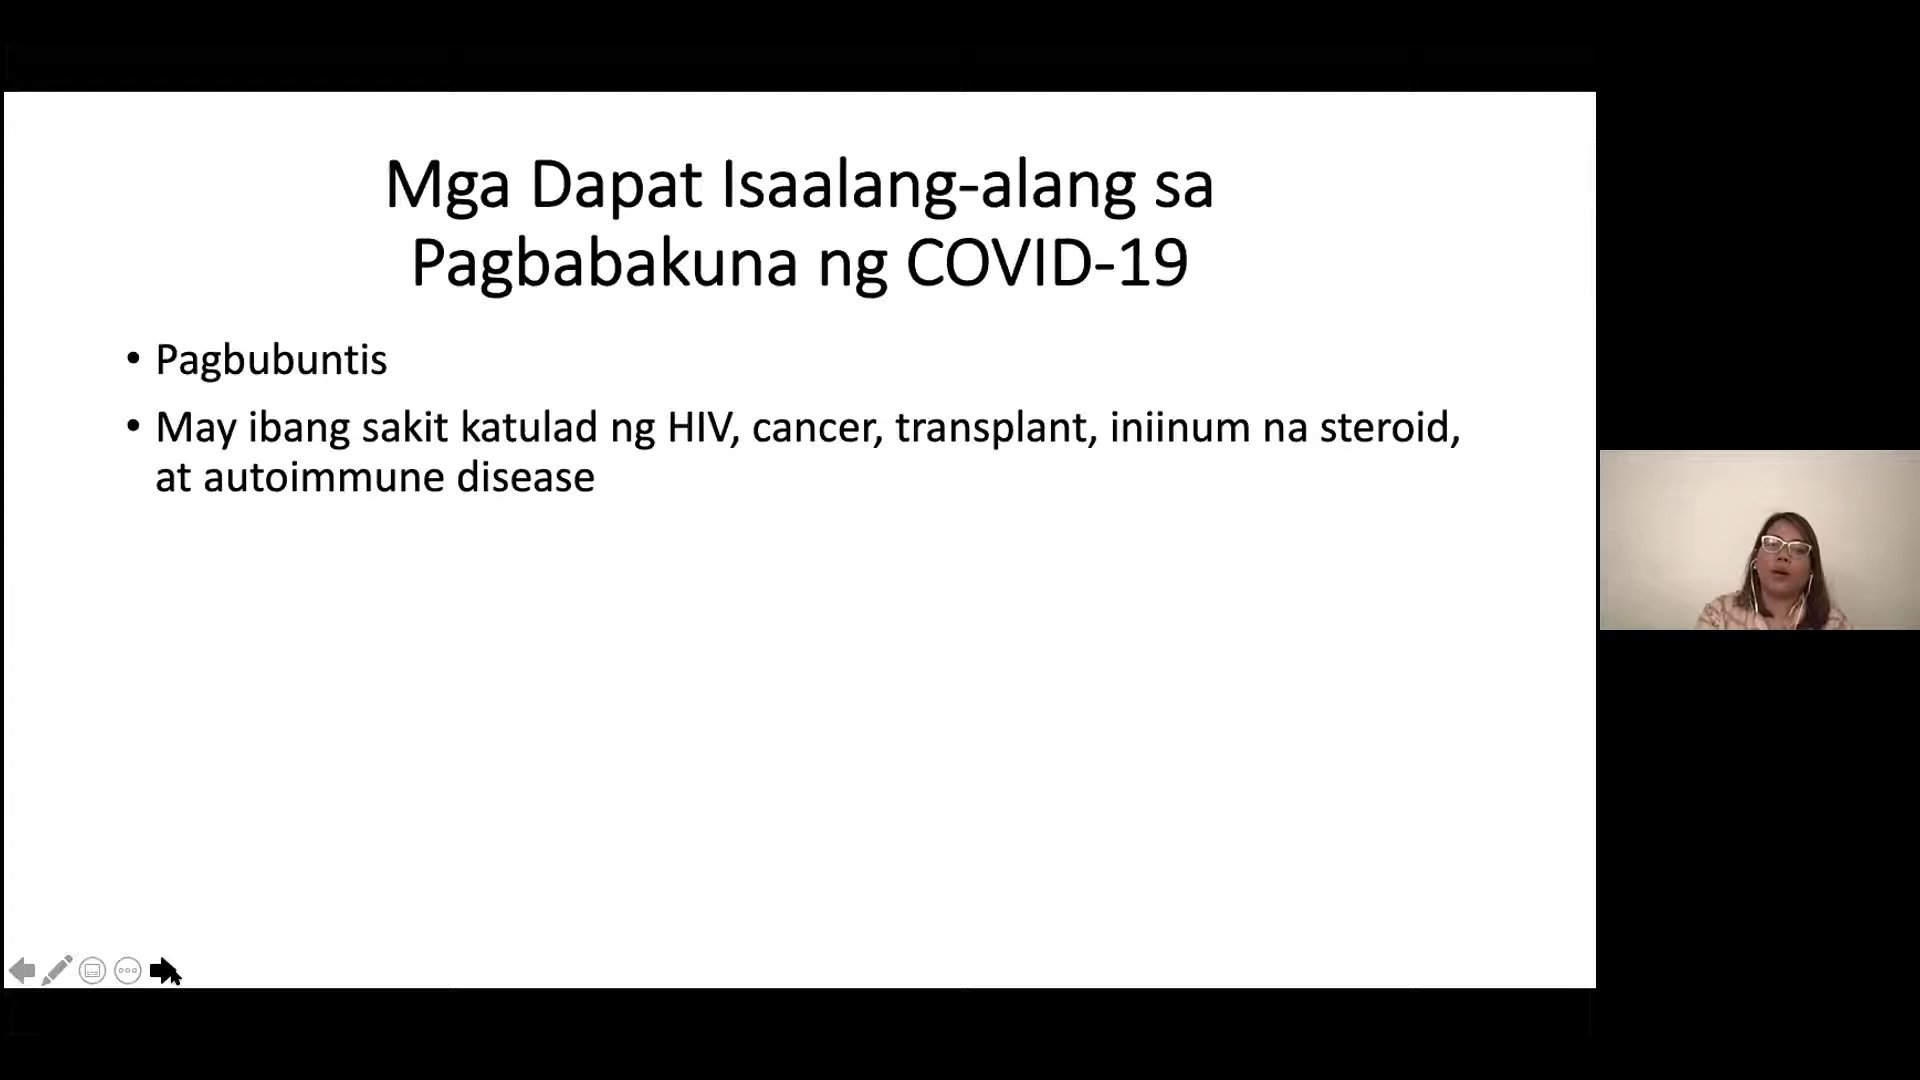 Mga Dapat Isaalang-alang sa
Pagbabakuna ng COVID-19
• Pagbubuntis
• May ibang sakit katulad ng HIV, cancer, transplant, iniinum na steroid,
at autoimmune disease